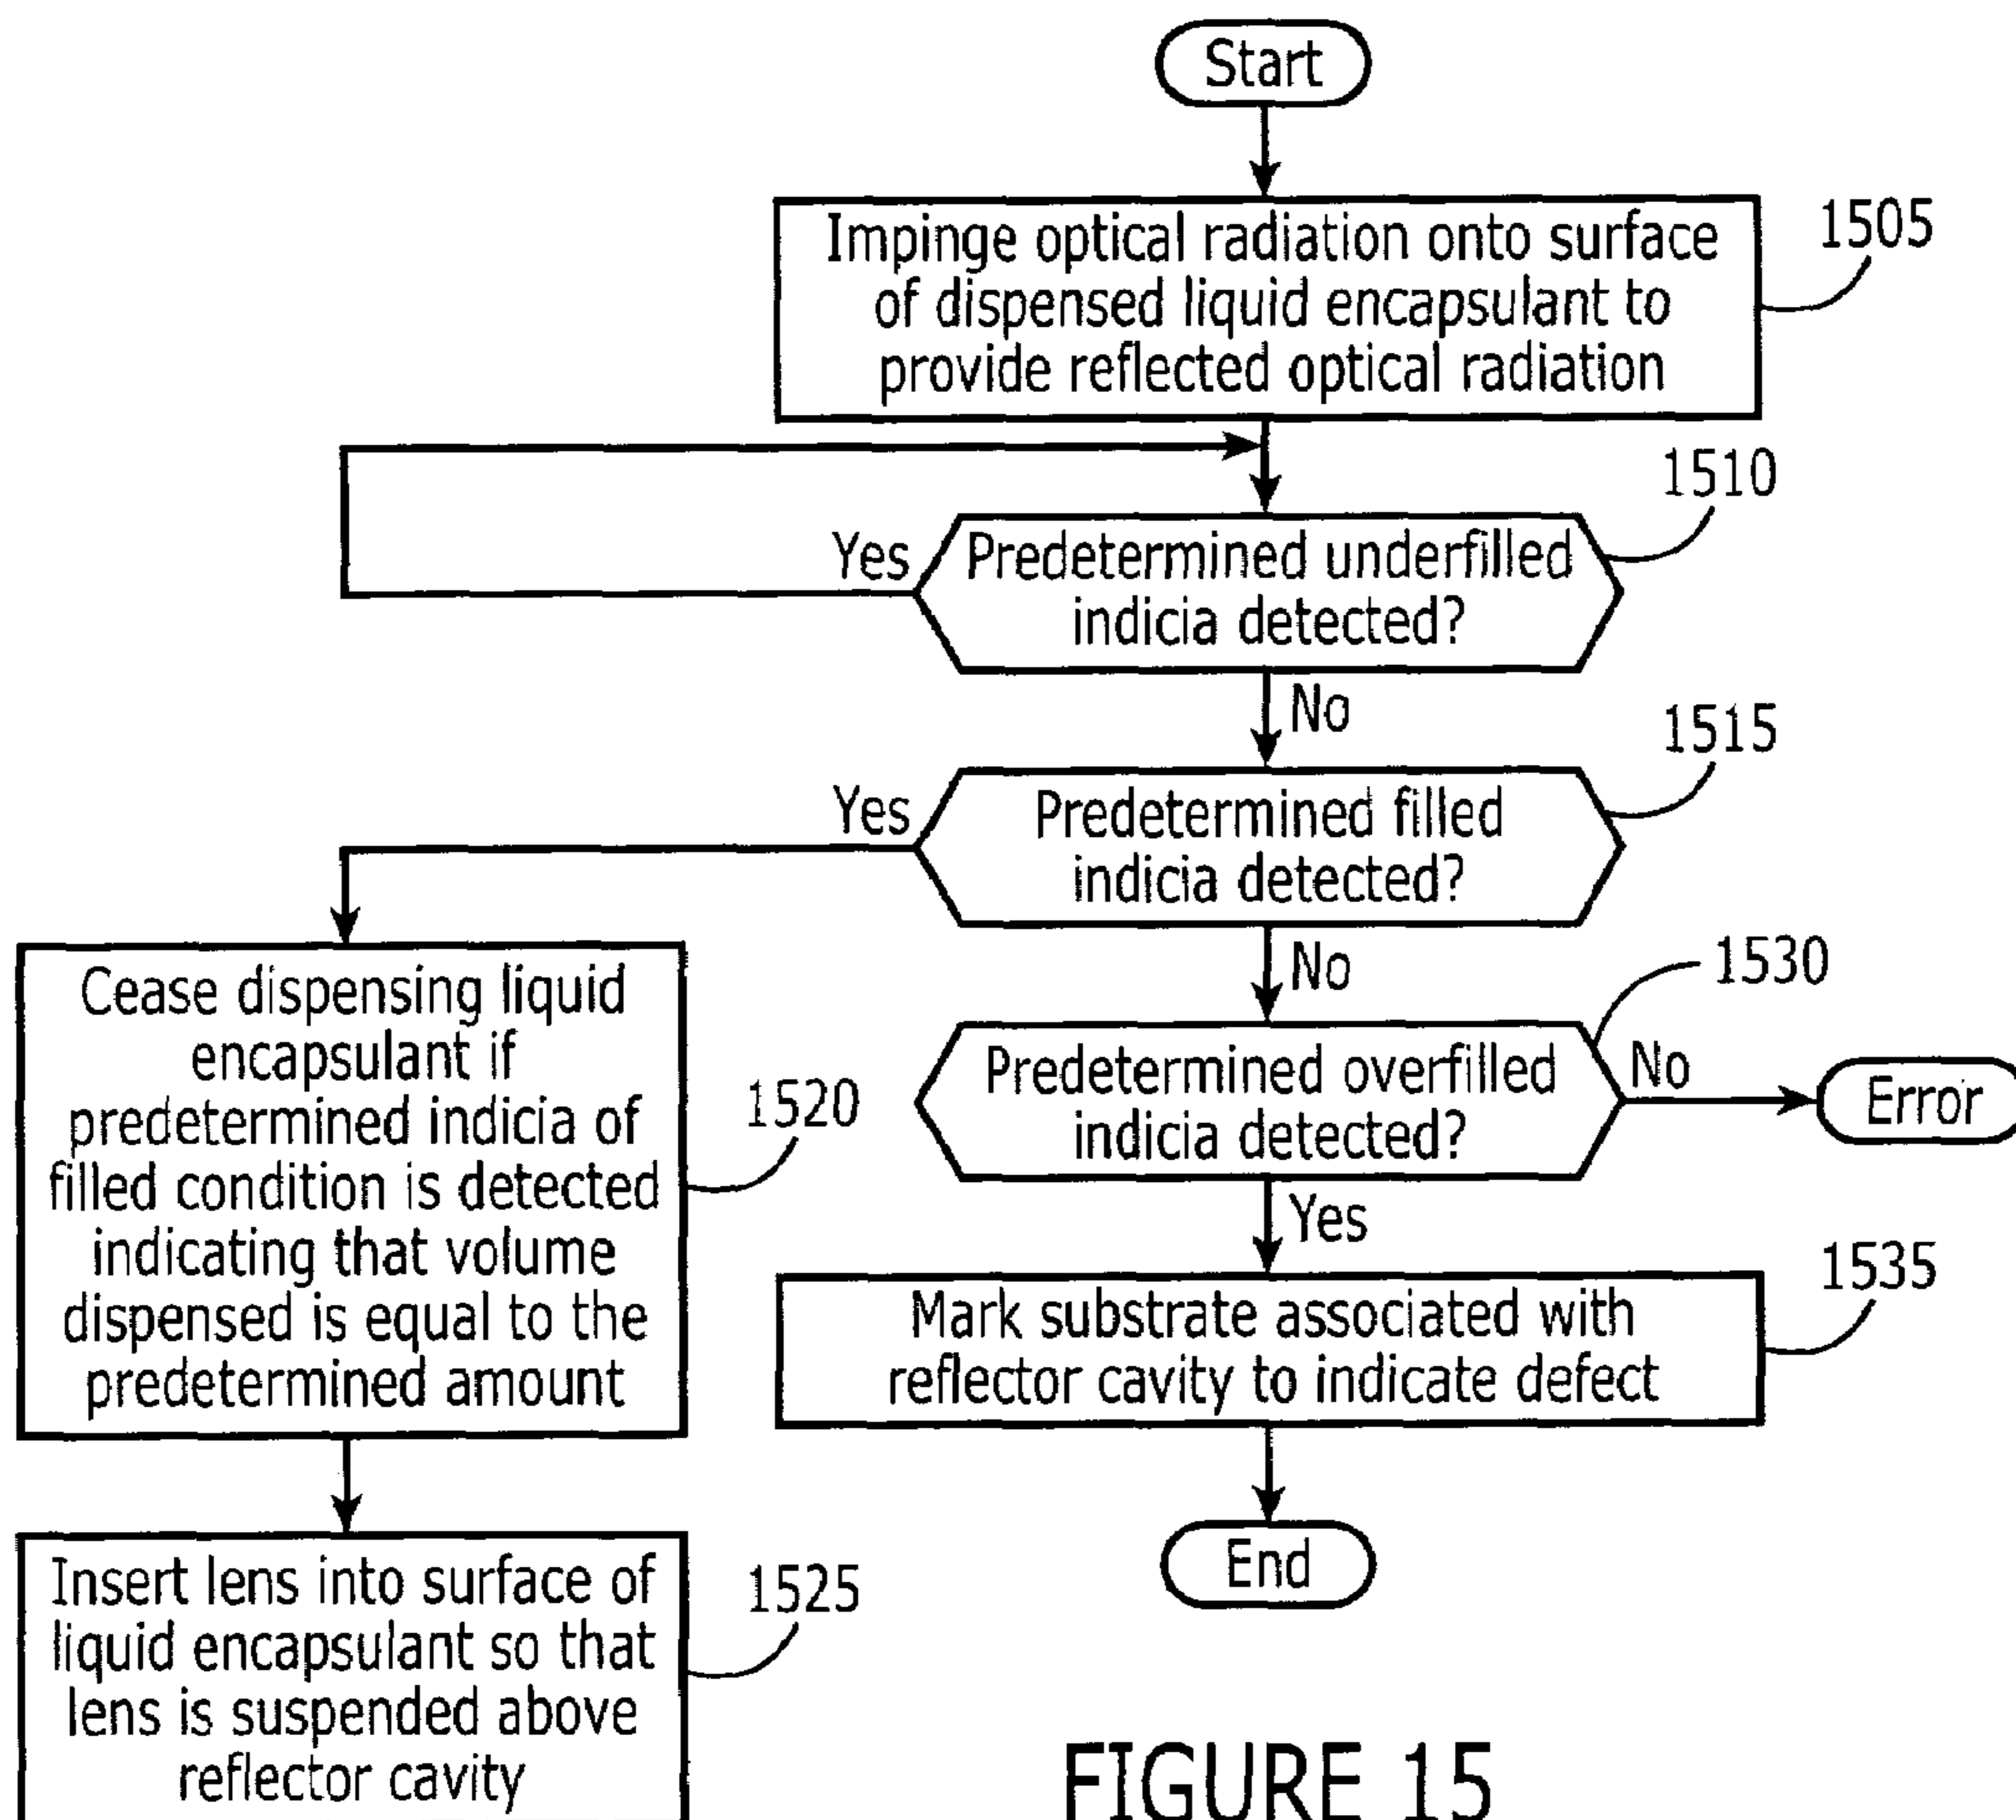 Start
Impinge optical radiation onto surface
of dispensed liquid encapsulant to
provide reflected optical radiation
1505
1510
Yes
Predetermined underfilled
indicia detected?
No
1515
Yes
Predetermined filled
indicia detected?
No
1530
Cease dispensing liquid
encapsulant if
predetermined indicia of
filled condition is detected
indicating that volume
dispensed is equal to the
predetermined amount
1520
Predetermined overfilled
indicia detected?
No
Error
Yes
1535
Mark substrate associated with
reflector cavity to indicate defect
End
Insert lens into surface of
liquid encapsulant so that
lens is suspended above
reflector cavity
1525
FIGURE 15